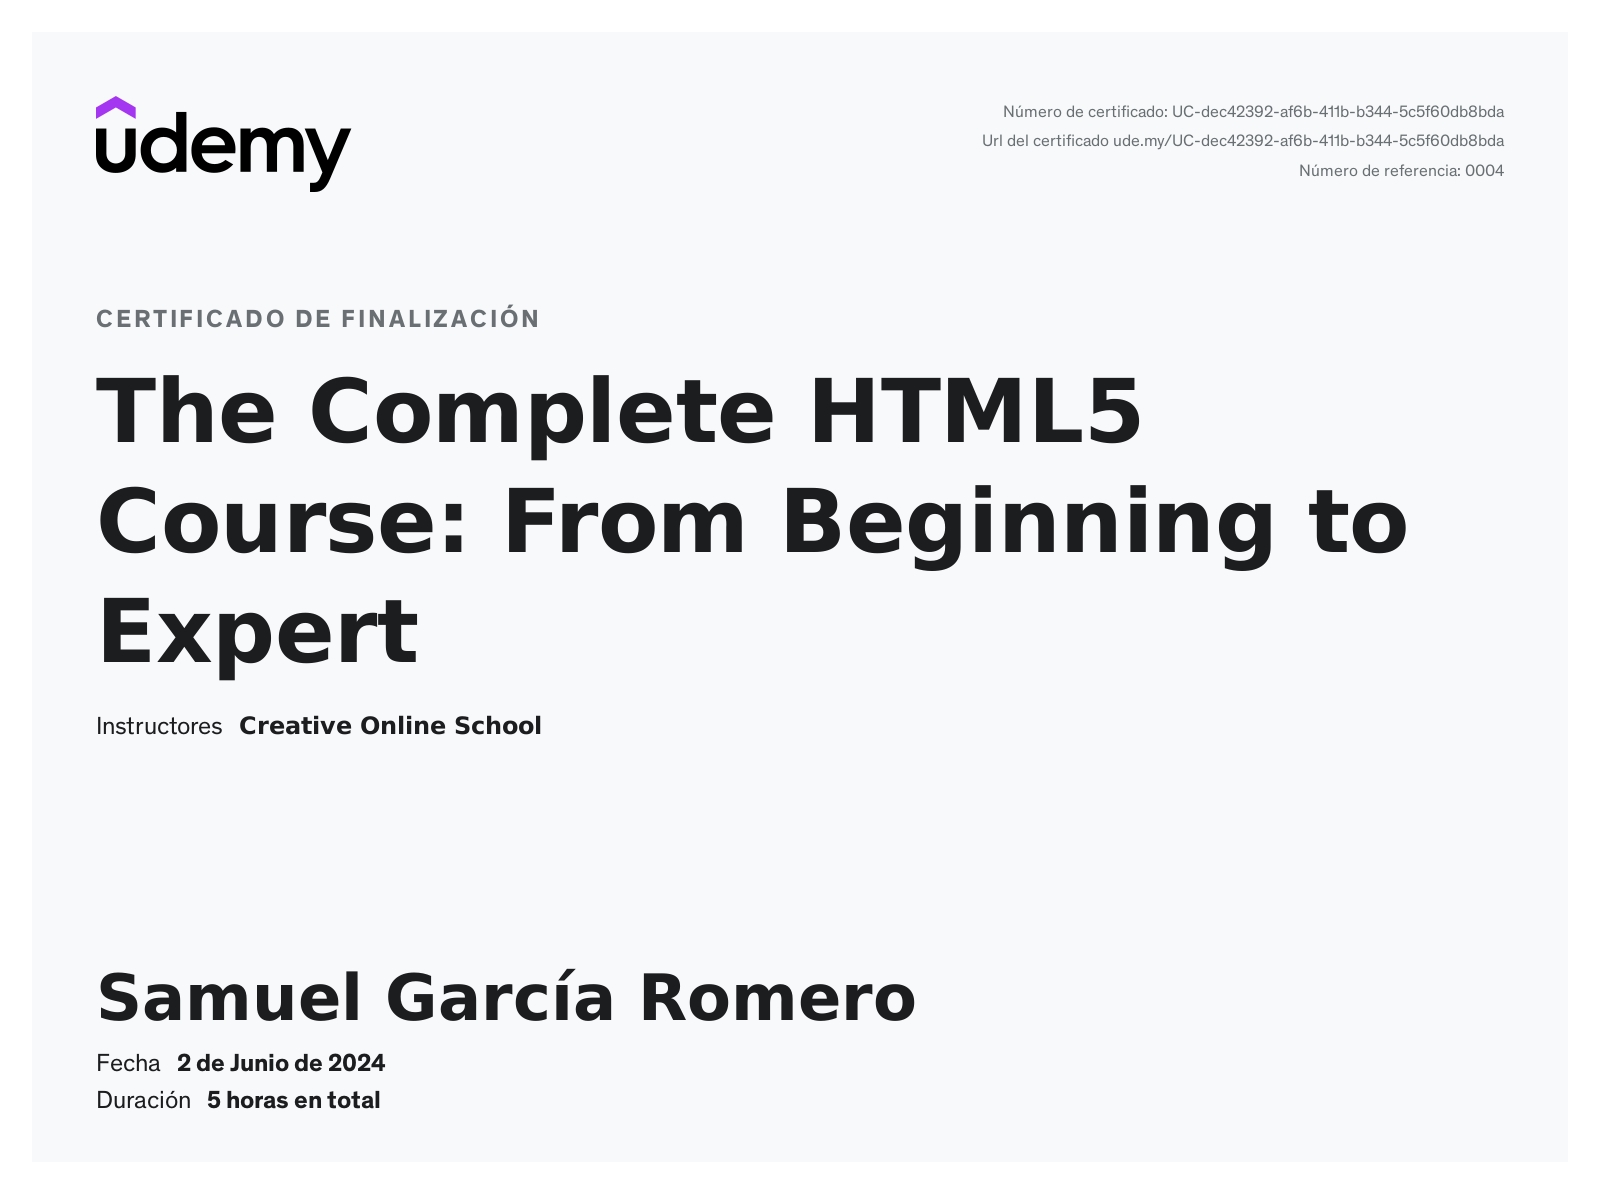 udemy
Número de certificado: UC-dec42392-af6b-411b-b344-5c5f60db8bda
Url del certificado ude.my/UC-dec42392-af6b-411b-b344-5c5f60db8bda
Número de referencia: 0004
CERTIFICADO DE FINALIZACIÓN
The Complete HTML5
Course: From Beginning to
Expert
Instructores Creative Online School
Samuel García Romero
Fecha 2 de Junio de 2024
Duración 5 horas en total